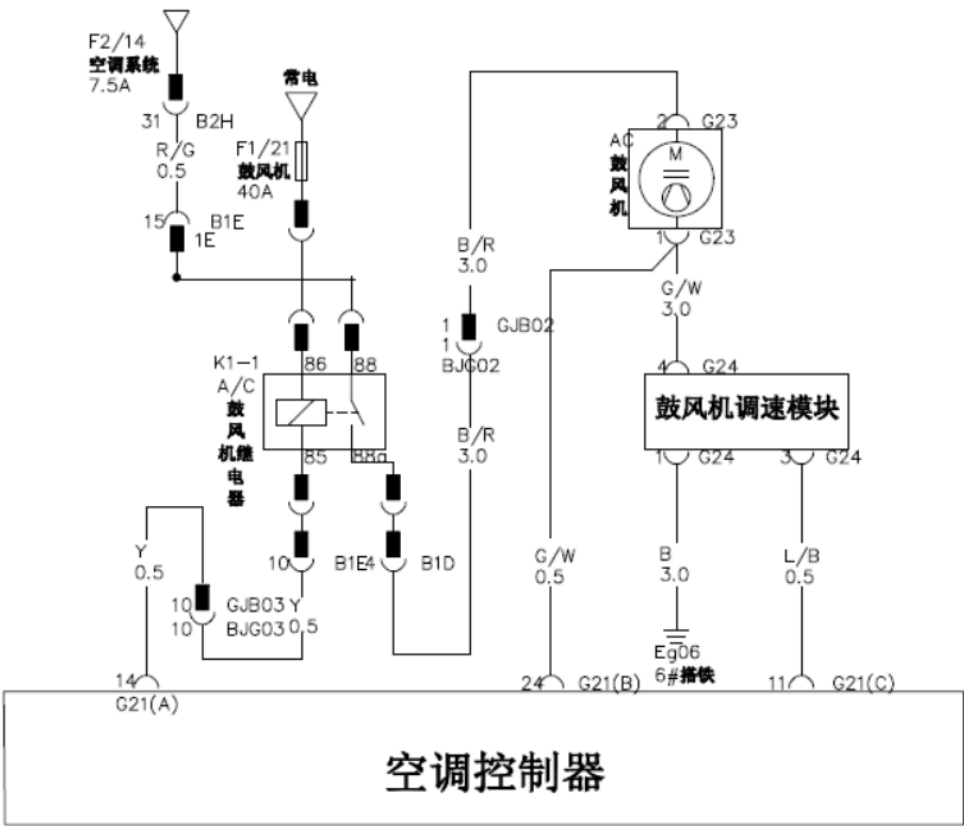 F2/14
空调系统
7.5A
31 B2H
R/G
0.5
15 B1E
1E
常电
F1/21
鼓风机
40A
K1-1
A/C
鼓
风
机继
电
器
86 88
85 88a
10 B1E4 B1D
Y
0.5
10 GJB03
10 BJG03
Y
0.5
14
G21(A)
B/R
3.0
1 GJB02
1
BJG02
B/R
3.0
2 G23
AC
鼓
风
机
M
1 G23
G/W
3.0
4 G24
鼓风机调速模块
1 G24
3 G24
G/W
0.5
B
3.0
L/B
0.5
Eg06
6#搭铁
24 G21(B)
11 G21(C)
空调控制器